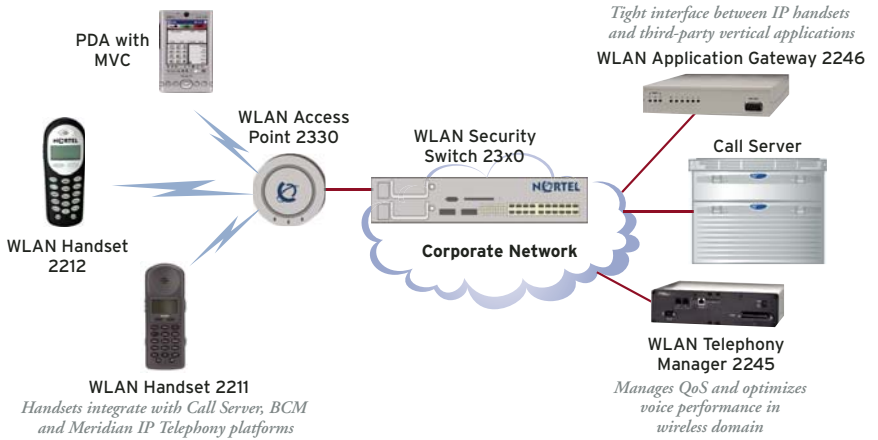 Tight interface between IP handsets
and third-party vertical applications
WLAN Application Gateway 2246
PDA with
MVC
WLAN Access
Point 2330
WLAN Security
Switch 23x0
Call Server
NORTEL
NORTEL
WLAN Handset
2212
Corporate Network
WLAN Telephony
Manager 2245
Manages QoS and optimizes
voice performance in
wireless domain
WLAN Handset 2211
Handsets integrate with Call Server, BCM
and Meridian IP Telephony platforms